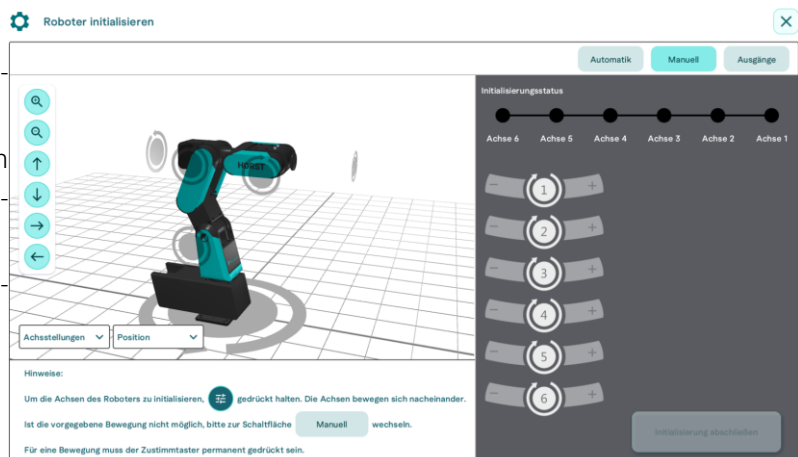 Roboter initialisieren
Automatik
Manuell
Ausgänge
Initialisierungsstatus
Achse 6
Achse 5
Achse 4
Achse 3
Achse 2
Achse 1
n
HORST
− 1 +
− 2 +
− 3 +
− 4 +
− 5 +
− 6 +
Achsstellungen
Position
Hinweise:
Um die Achsen des Roboters zu initialisieren, gedrückt halten. Die Achsen bewegen sich nacheinander.
Ist die vorgegebene Bewegung nicht möglich, bitte zur Schaltfläche Manuell wechseln.
Für eine Bewegung muss der Zustimmtaster permanent gedrückt sein.
Initialisierung abschließen